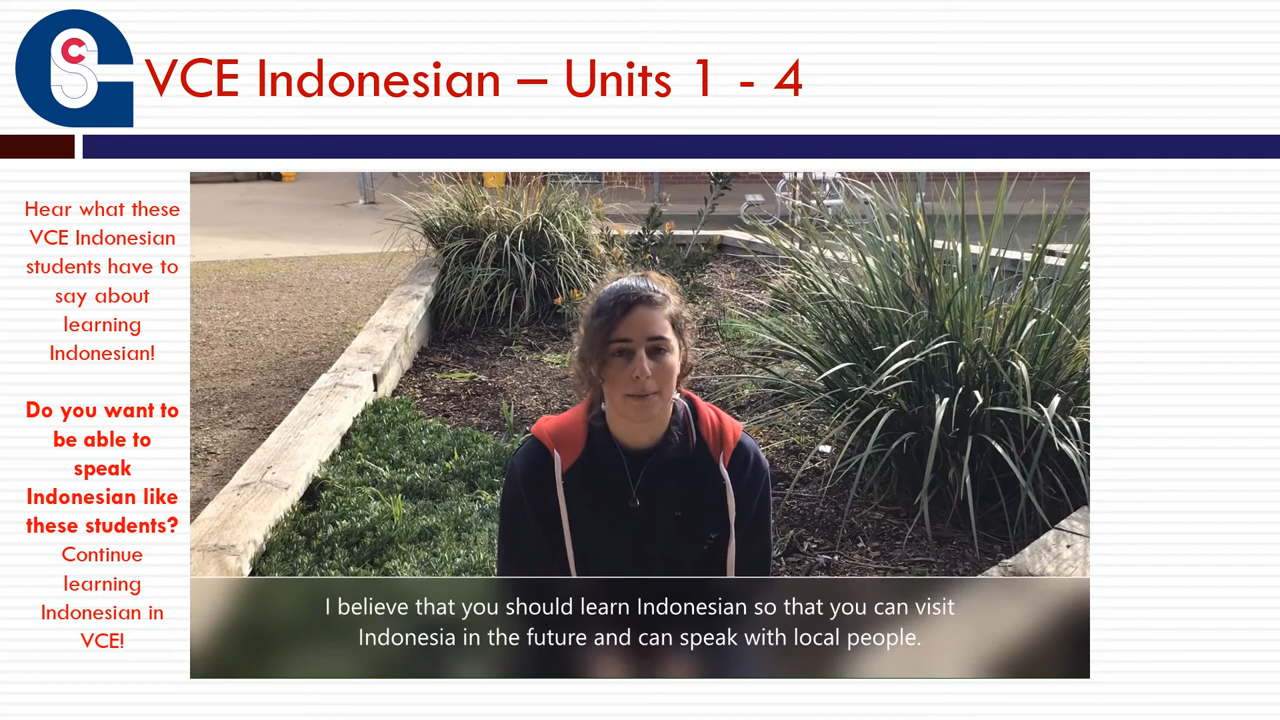 VCE Indonesian – Units 1 - 4
Hear what these
VCE Indonesian
students have to
say about
learning
Indonesian!
Do you want to
be able to
speak
Indonesian like
these students?
Continue
learning
Indonesian in
VCE!
I believe that you should learn Indonesian so that you can visit
Indonesia in the future and can speak with local people.